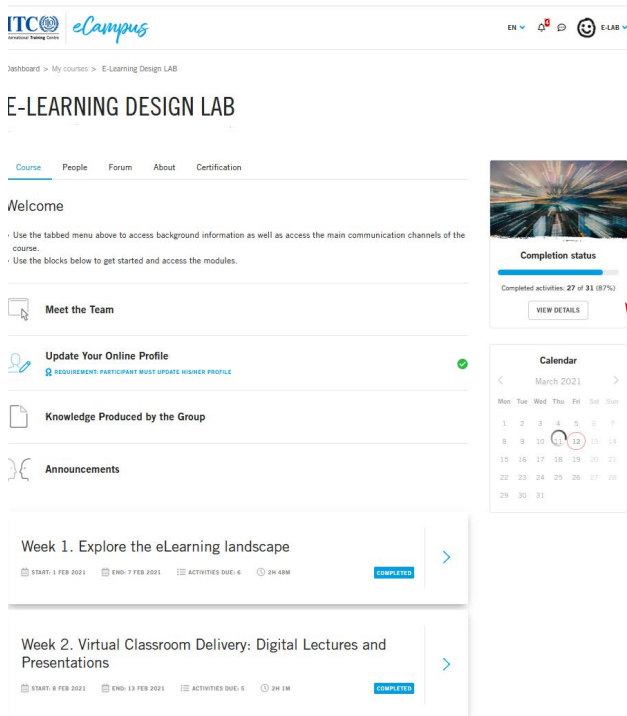 ITC
International Training Centre
eCampus
EN
4
E-LAB
Dashboard > My courses > E-Learning Design LAB
E-LEARNING DESIGN LAB
Course People Forum About Certification
Welcome
Use the tabbed menu above to access background information as well as access the main communication channels of the
course.
Use the blocks below to get started and access the modules.
Meet the Team
Update Your Online Profile
REQUIREMENT: PARTICIPANT MUST UPDATE HIS/HER PROFILE
Knowledge Produced by the Group
Announcements
Week 1. Explore the eLearning landscape
START: 1 FEB 2021 END: 7 FEB 2021 ACTIVITIES DUE: 6 2H 48M COMPLETED
Week 2. Virtual Classroom Delivery: Digital Lectures and
Presentations
START: 8 FEB 2021 END: 13 FEB 2021 ACTIVITIES DUE: 5 2H 1M COMPLETED
Completion status
Completed activities: 27 of 31 (87%)
VIEW DETAILS
Calendar
< March 2021 >
Mon Tue Wed Thu Fri Sat Sun
1 2 3 4 5 6 7
8 9 10 11 12 13 14
15 16 17 18 19 20 21
22 23 24 25 26 27 28
29 30 31